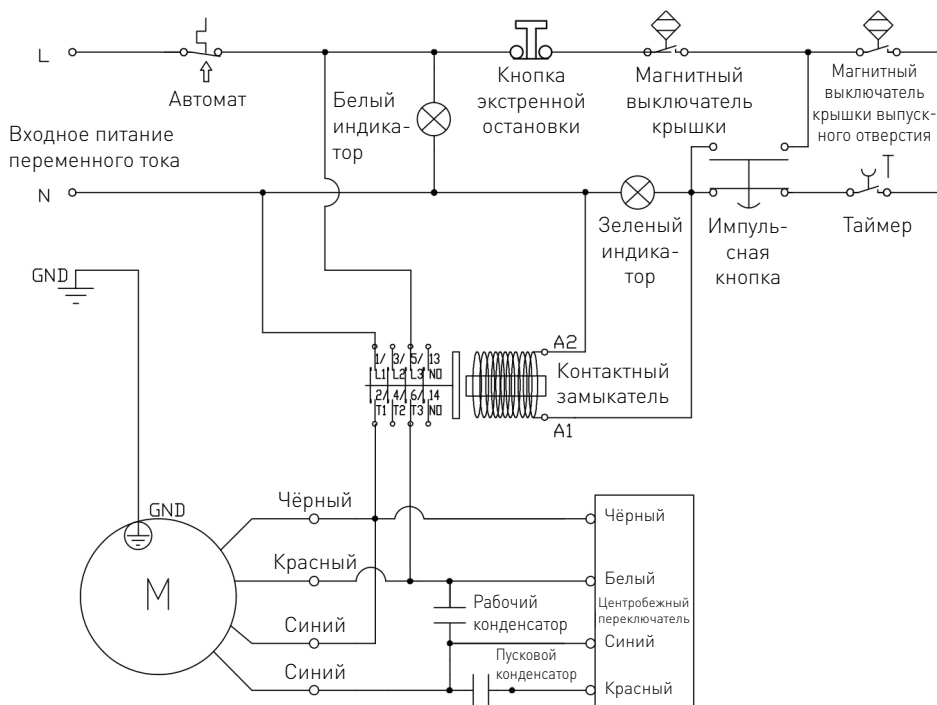 L
Автомат
Белый
индика-
тор
Кнопка
экстренной
остановки
Магнитный
выключатель
крышки
Магнитный
выключатель
крышки выпуск-
ного отверстия
Входное питание
переменного тока
N
Зеленый
индика-
тор
Импуль-
сная
кнопка
Таймер
GND
1/ 3/ 5/ 13
L1 L2 L3 NO
2/ 4/ 6/ 14
T1 T2 T3 NO
A2
Контактный
замыкатель
A1
GND
M
Чёрный
Красный
Синий
Синий
Рабочий
конденсатор
Пусковой
конденсатор
Чёрный
Белый
Центробежный
переключатель
Синий
Красный